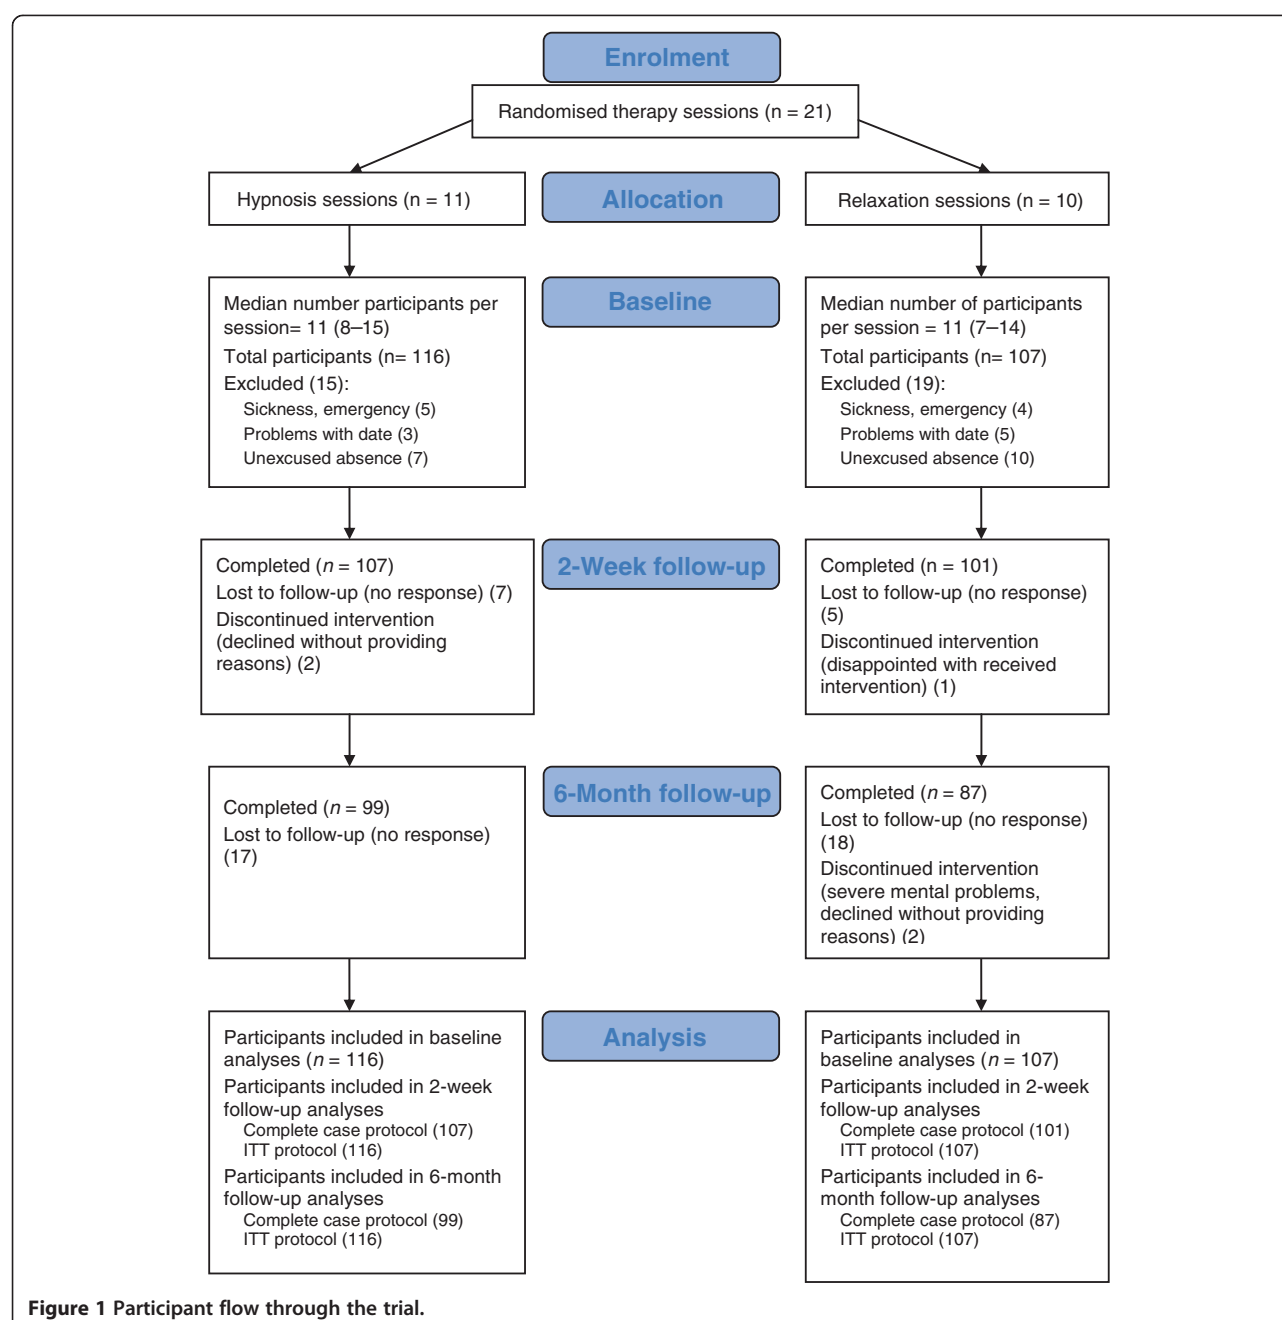 Enrolment
Randomised therapy sessions (n = 21)
Hypnosis sessions (n = 11)
Allocation
Relaxation sessions (n = 10)
Baseline
Median number participants per
session= 11 (8–15)
Total participants (n= 116)
Excluded (15):
Sickness, emergency (5)
Problems with date (3)
Unexcused absence (7)
Median number of participants
per session = 11 (7–14)
Total participants (n= 107)
Excluded (19):
Sickness, emergency (4)
Problems with date (5)
Unexcused absence (10)
2-Week follow-up
Completed (n = 107)
Lost to follow-up (no response) (7)
Discontinued intervention
(declined without providing
reasons) (2)
Completed (n = 101)
Lost to follow-up (no response)
(5)
Discontinued intervention
(disappointed with received
intervention) (1)
6-Month follow-up
Completed (n = 99)
Lost to follow-up (no response)
(17)
Completed (n = 87)
Lost to follow-up (no response)
(18)
Discontinued intervention
(severe mental problems,
declined without providing
reasons) (2)
Analysis
Participants included in baseline
analyses (n = 116)
Participants included in 2-week
follow-up analyses
Complete case protocol (107)
ITT protocol (116)
Participants included in 6-month
follow-up analyses
Complete case protocol (99)
ITT protocol (116)
Participants included in
baseline analyses (n = 107)
Participants included in 2-week
follow-up analyses
Complete case protocol (101)
ITT protocol (107)
Participants included in 6-
month follow-up analyses
Complete case protocol (87)
ITT protocol (107)
Figure 1 Participant flow through the trial.